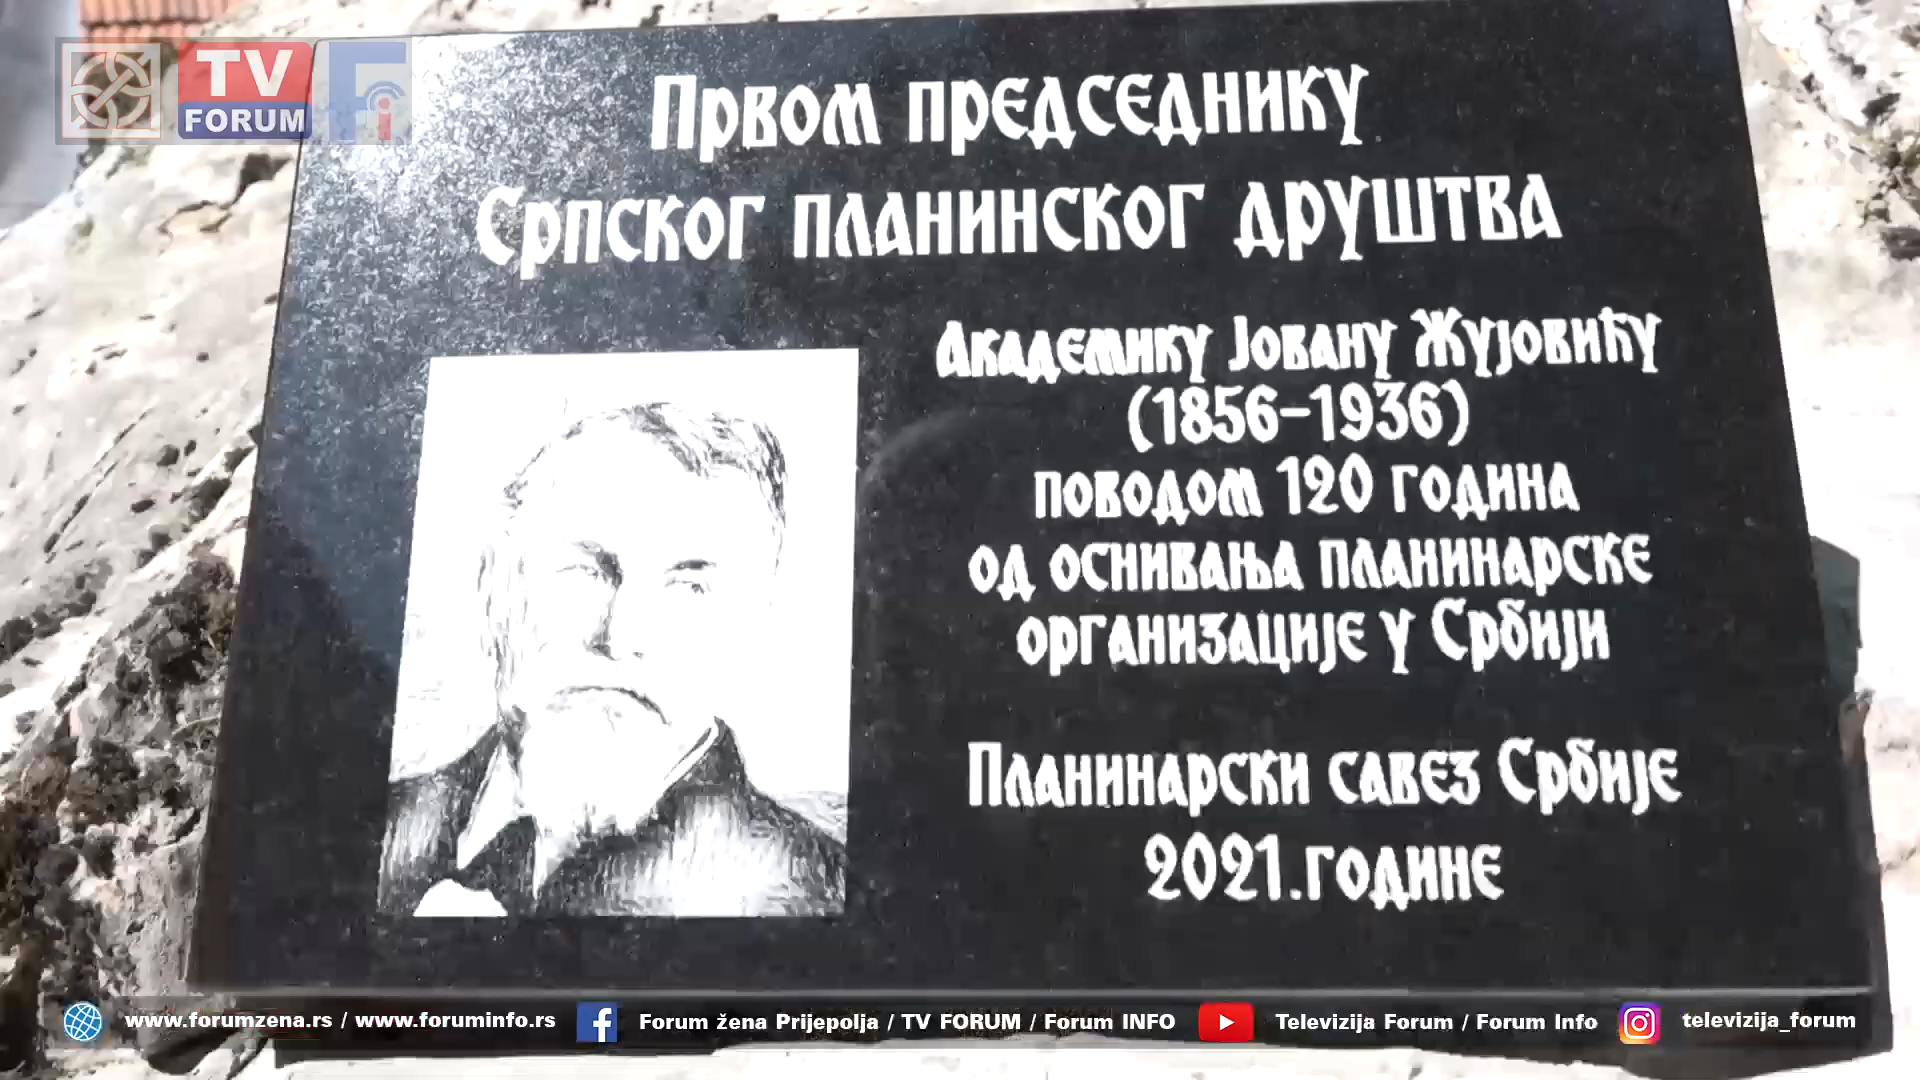 TV
FORUM
Првом председнику
Српског планинског друштва
Академику Јовану Жујовићу
(1856-1936)
поводом 120 година
од оснивања планинарске
организације у Србији
Планинарски савез Србије
2021.године
www.forumzena.rs / www.foruminfo.rs
Forum žena Prijepolja / TV FORUM / Forum INFO
Televizija Forum / Forum Info
televizija_forum